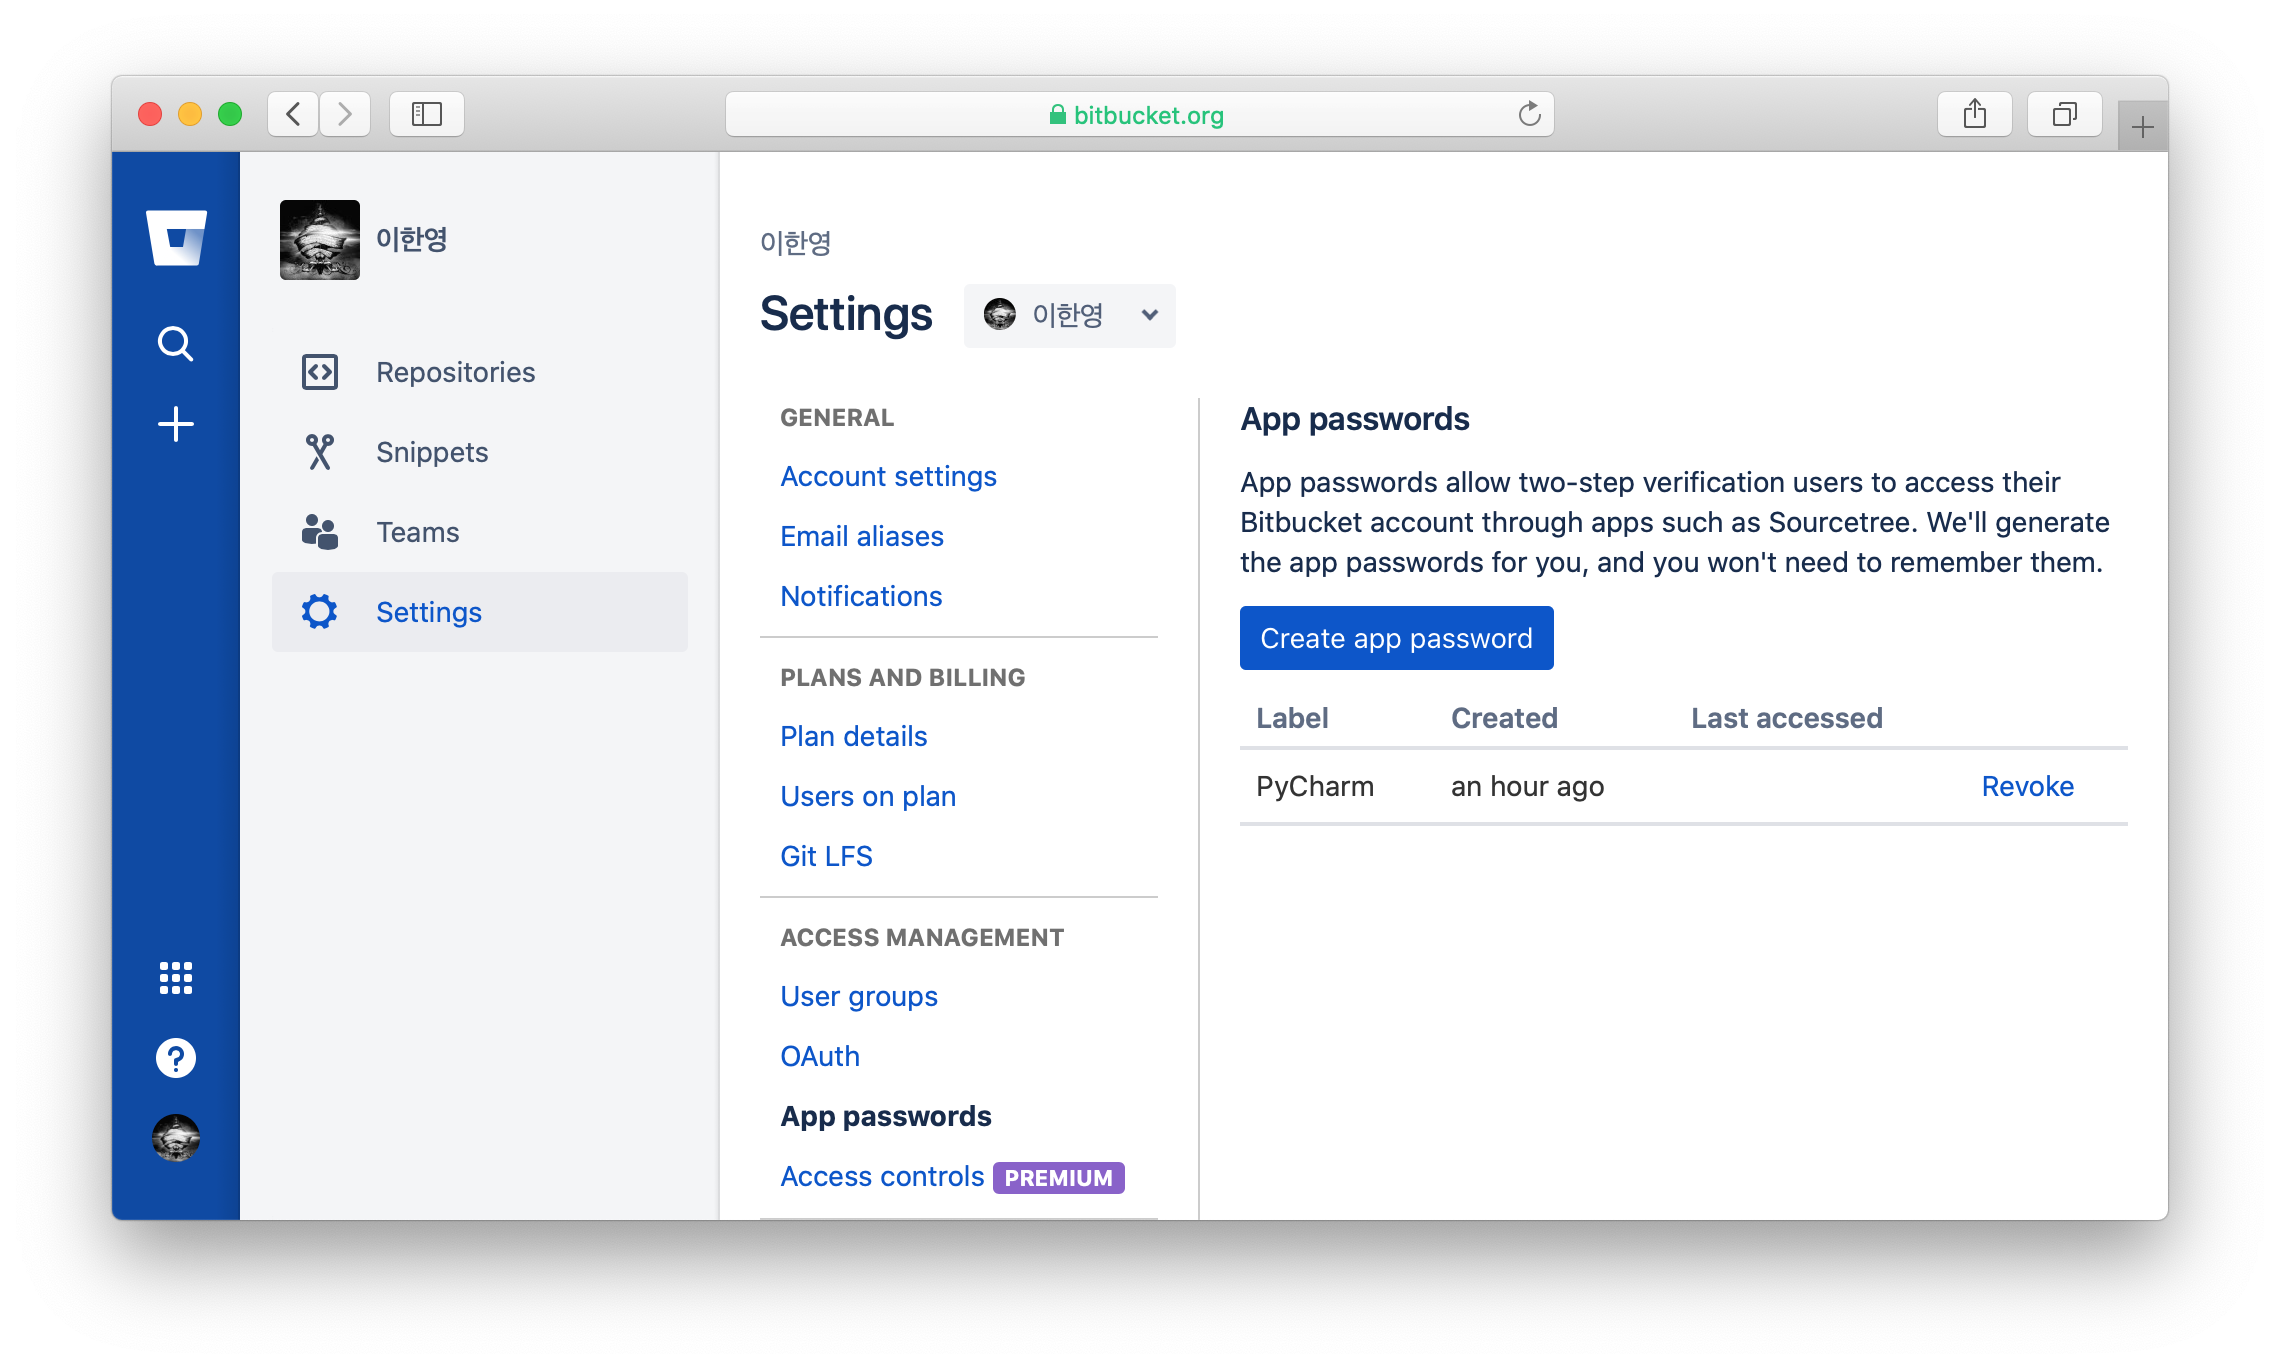 bitbucket.org
이한영
Repositories
Snippets
Teams
Settings
이한영
Settings
이한영
GENERAL
Account settings
Email aliases
Notifications
PLANS AND BILLING
Plan details
Users on plan
Git LFS
ACCESS MANAGEMENT
User groups
OAuth
App passwords
Access controls PREMIUM
App passwords
App passwords allow two-step verification users to access their
Bitbucket account through apps such as Sourcetree. We'll generate
the app passwords for you, and you won't need to remember them.
Create app password
Label Created Last accessed
PyCharm an hour ago Revoke